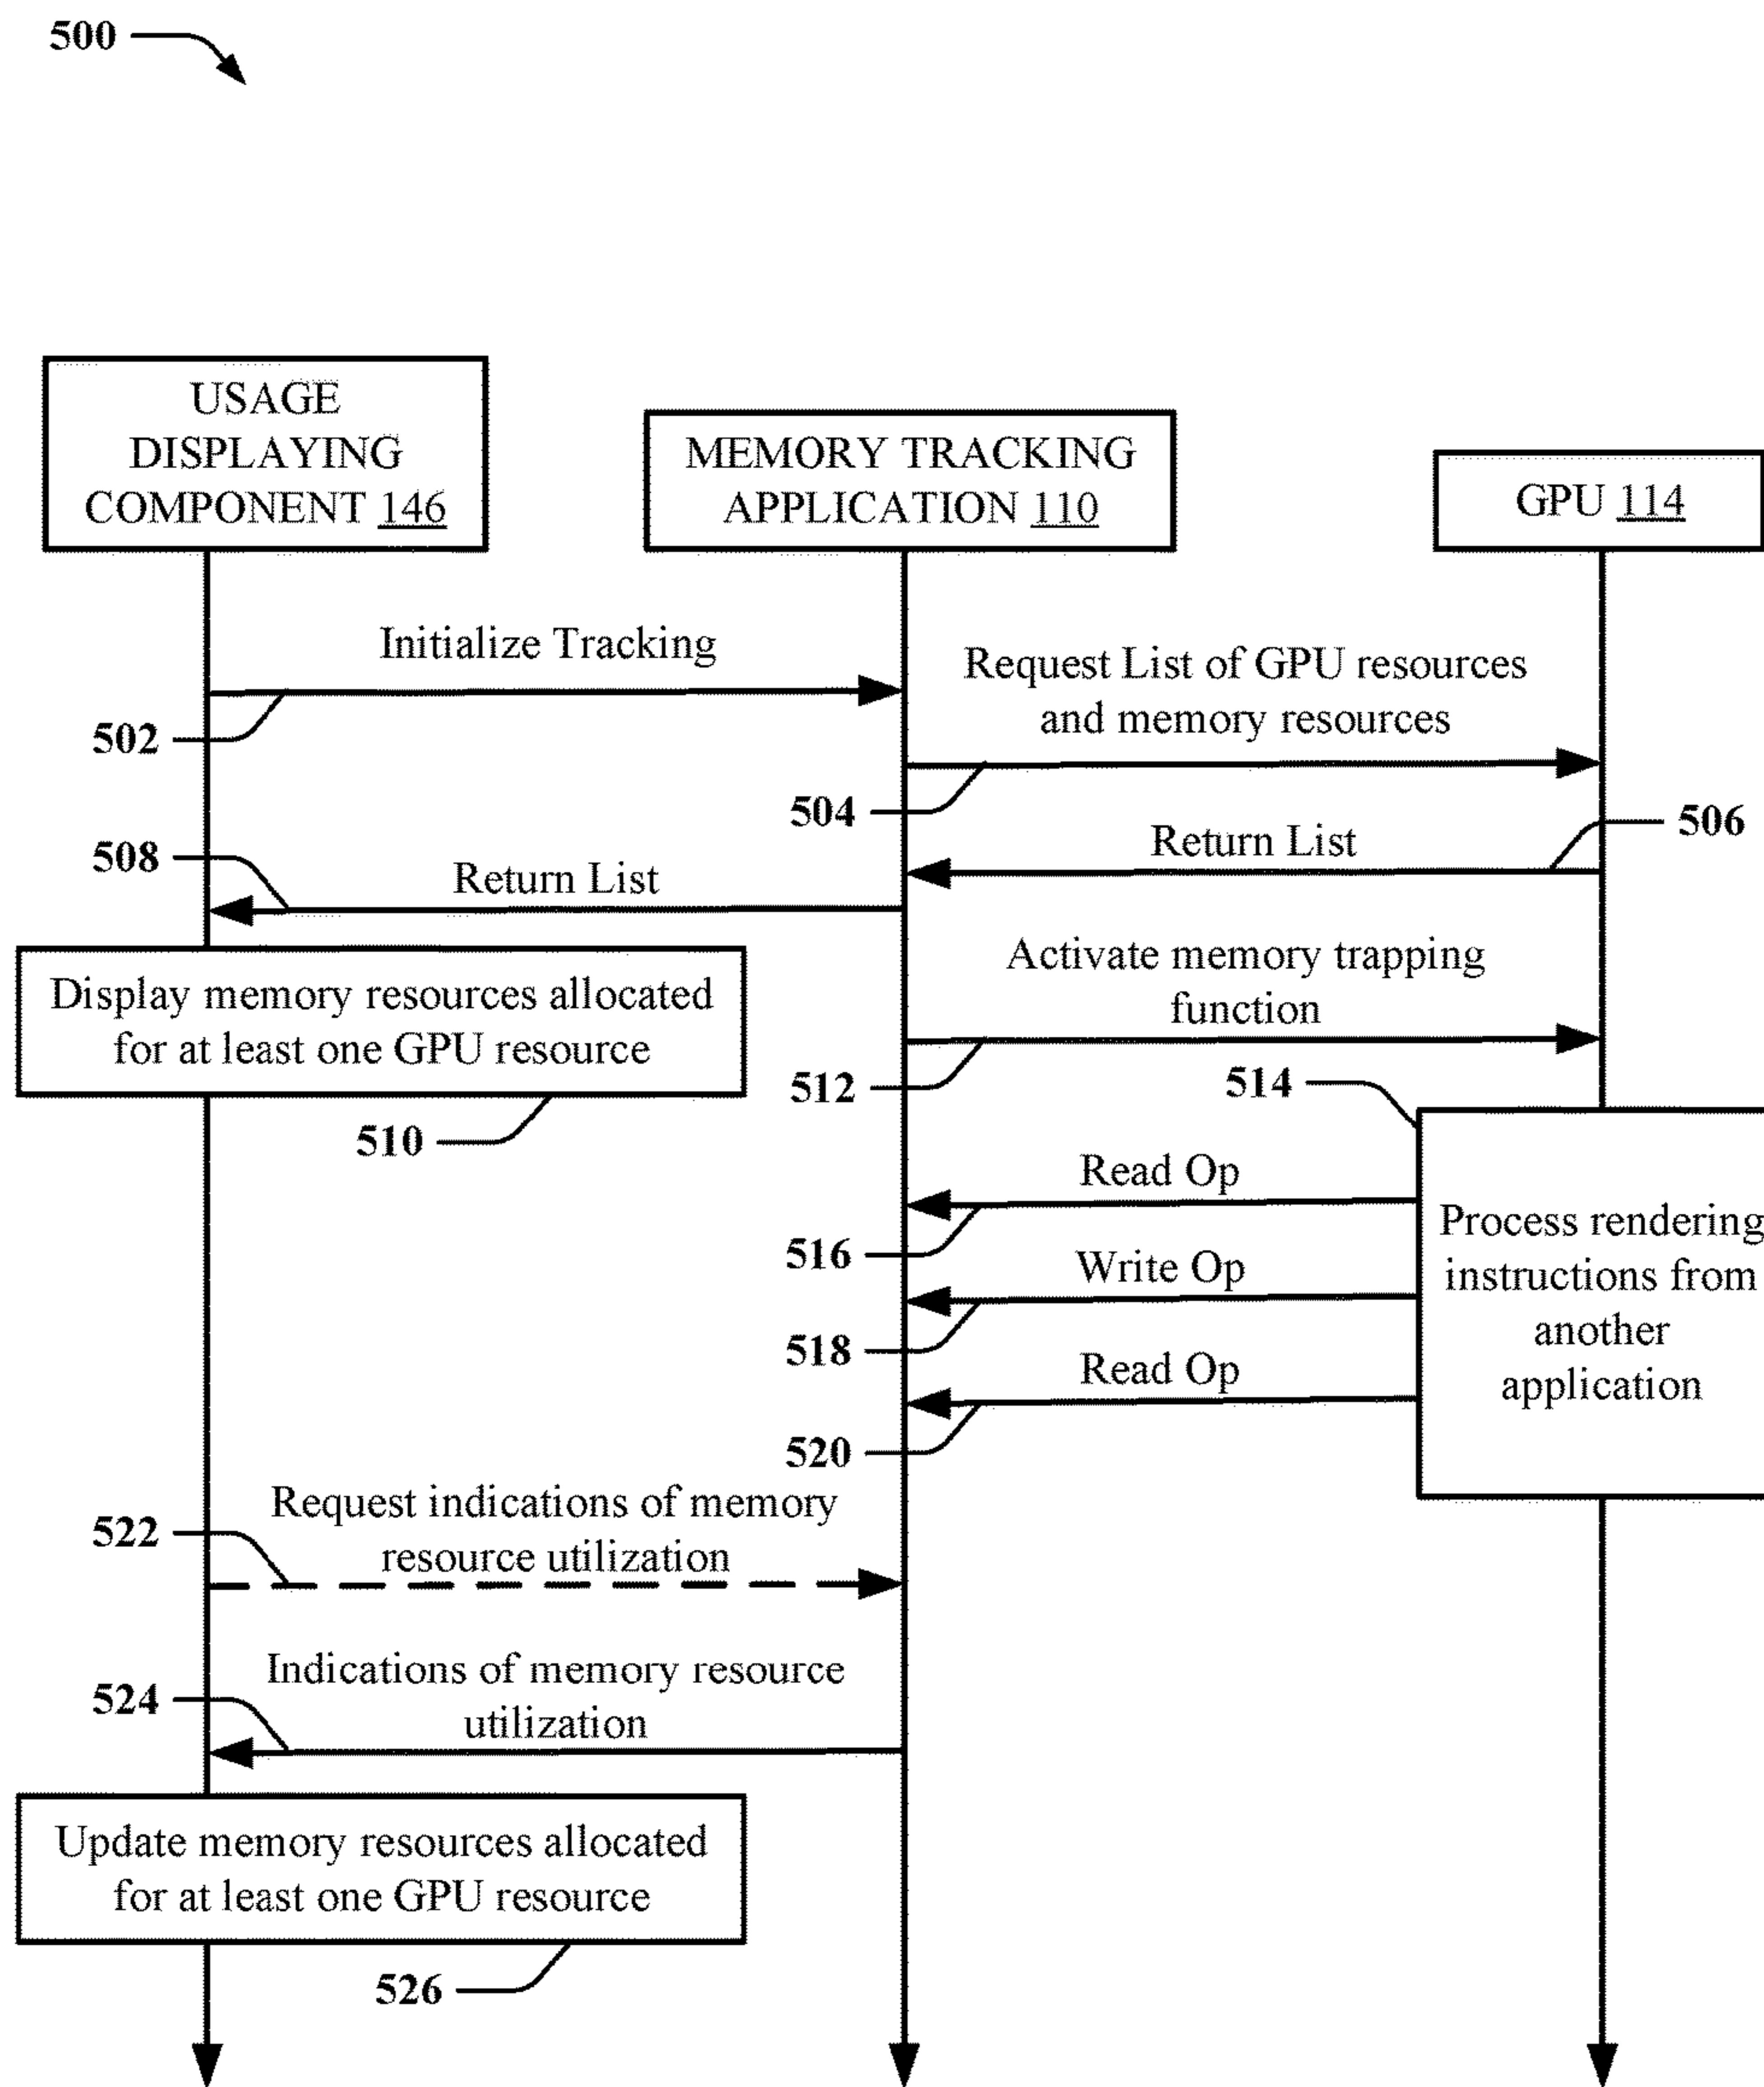 500
USAGE
DISPLAYING
COMPONENT 146
MEMORY TRACKING
APPLICATION 110
GPU 114
Initialize Tracking
502
Request List of GPU resources
and memory resources
504
506
Return List
508
Return List
Display memory resources allocated
for at least one GPU resource
510
Activate memory trapping
function
512
514
Process rendering
instructions from
another
application
Read Op
516
Write Op
518
Read Op
520
Request indications of memory
resource utilization
522
Indications of memory resource
utilization
524
Update memory resources allocated
for at least one GPU resource
526